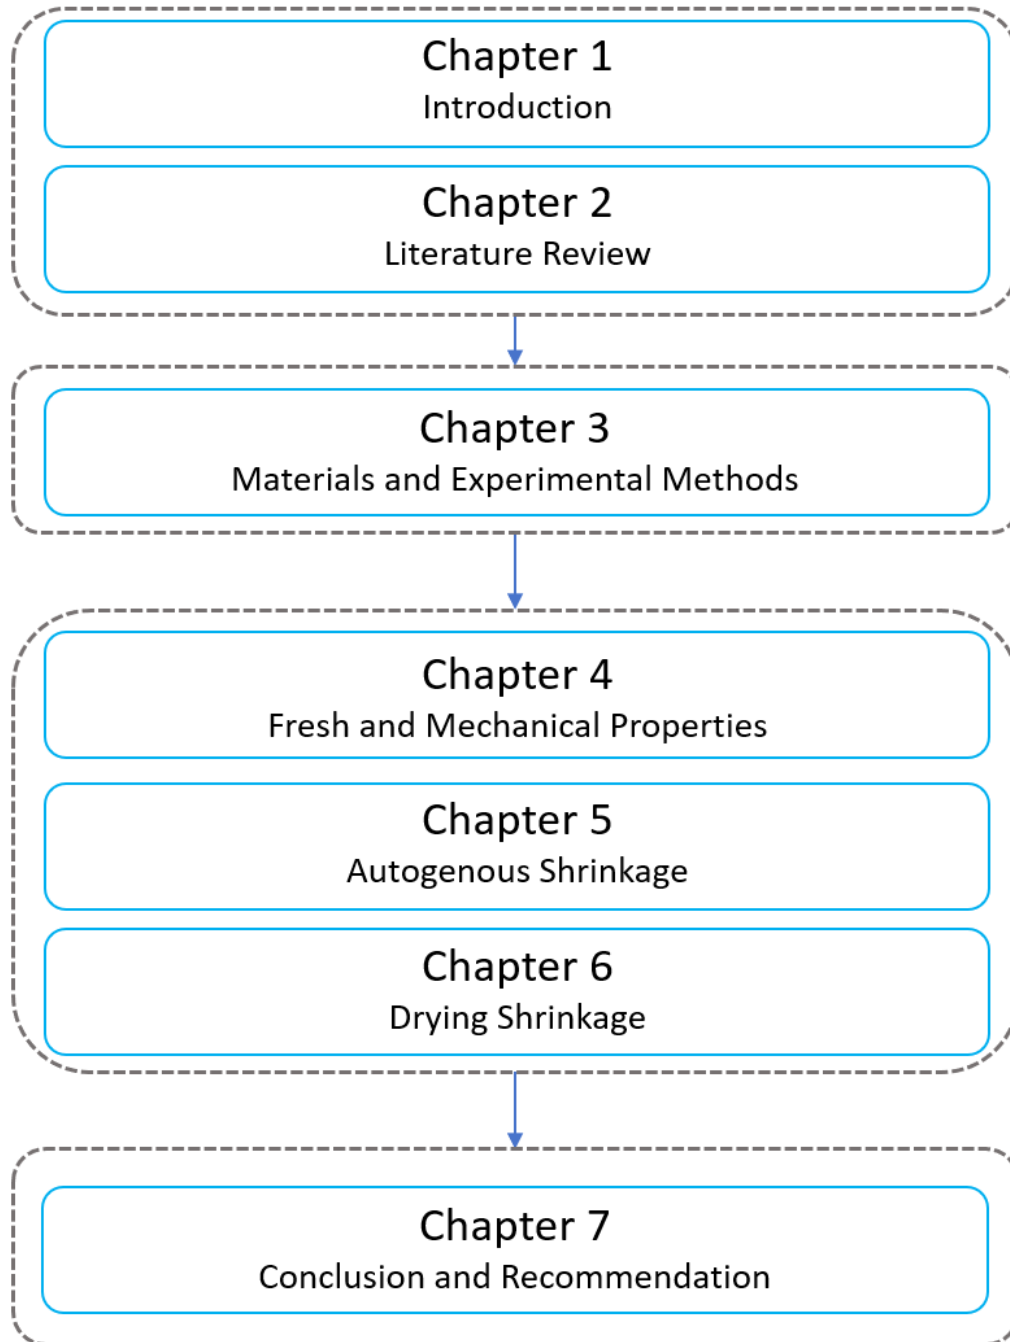 Chapter 1
Introduction
Chapter 2
Literature Review
Chapter 3
Materials and Experimental Methods
Chapter 4
Fresh and Mechanical Properties
Chapter 5
Autogenous Shrinkage
Chapter 6
Drying Shrinkage
Chapter 7
Conclusion and Recommendation